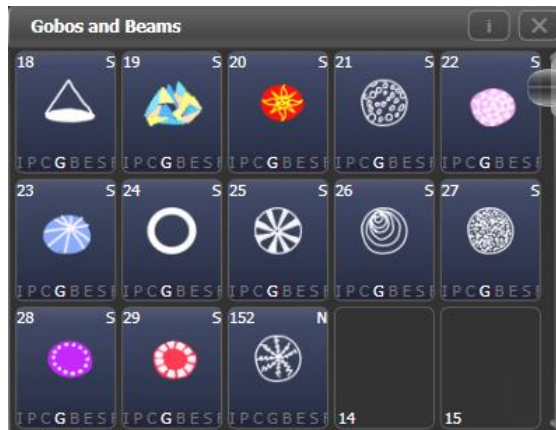 Gobos and Beams i X
18 S 19 S 20 S 21 S 22 S
IPCGBESF IPCGBESF IPCGBESF IPCGBESF IPCGBESF
23 S 24 S 25 S 26 S 27 S
IPCGBESF IPCGBESF IPCGBESF IPCGBESF IPCGBESF
28 S 29 S 152 N
IPCGBESF IPCGBESF IPCGBESF 14 15